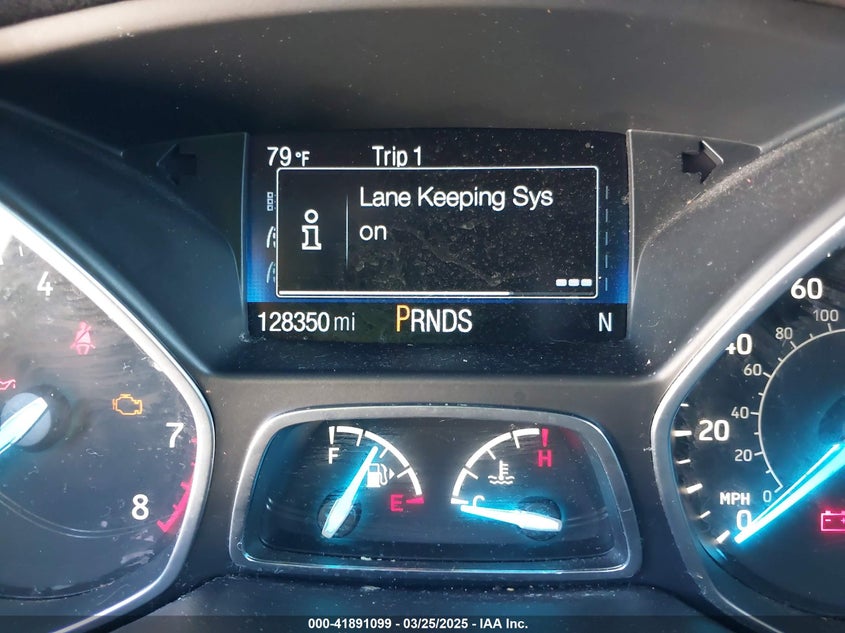 79 °F Trip 1
Lane Keeping Sys
on
i
128350 mi PRNDS N
4
7
8
F
E
C
H
60
40
20
0
MPH
100
80
60
40
20
0
000-41891099 - 03/25/2025 - IAA Inc.